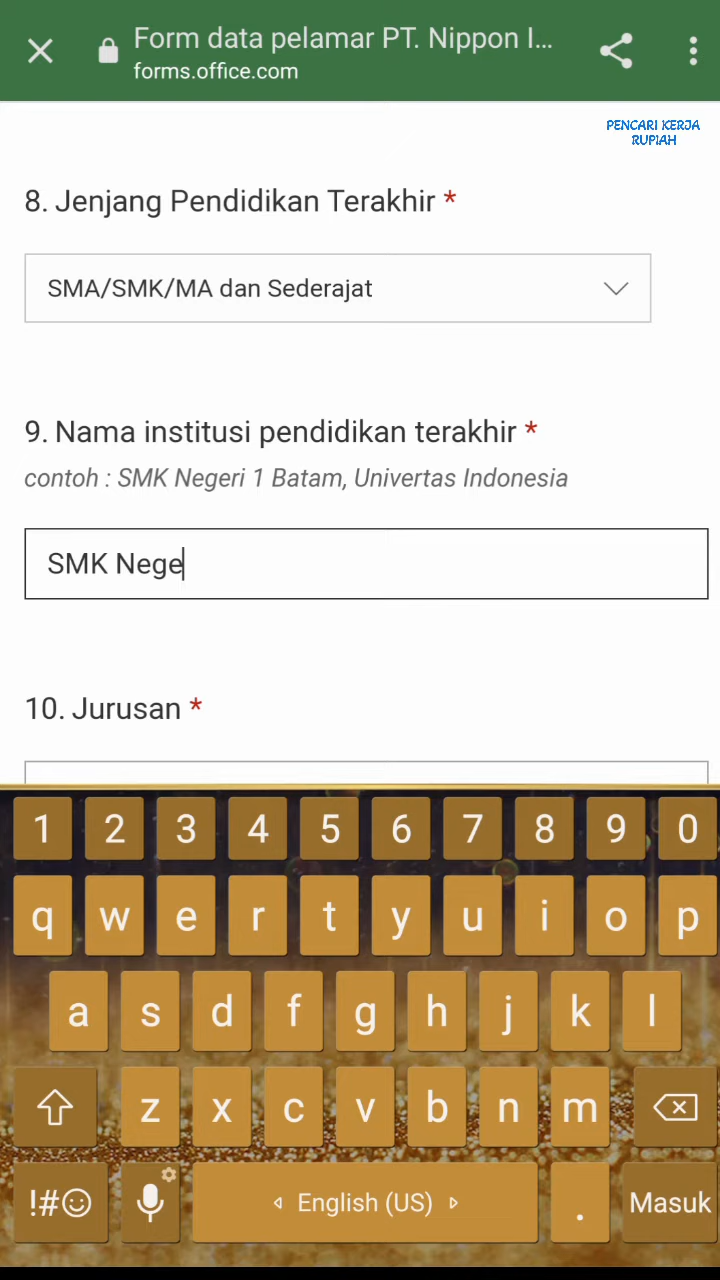 Form data pelamar PT. Nippon I...
forms.office.com
PENCARI KERJA
RUPIAH
8. Jenjang Pendidikan Terakhir *
SMA/SMK/MA dan Sederajat
9. Nama institusi pendidikan terakhir *
contoh : SMK Negeri 1 Batam, Univertas Indonesia
SMK Nege
10. Jurusan *
1 2 3 4 5 6 7 8 9 0
q w e r t y u i o p
a s d f g h j k l
z x c v b n m
!#☺ English (US) . Masuk